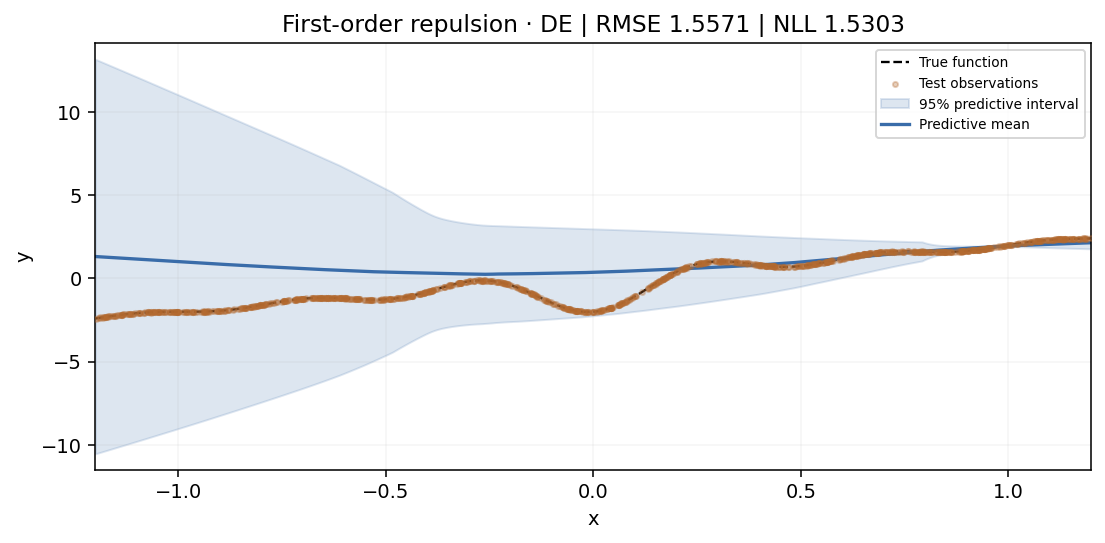 First-order repulsion · DE | RMSE 1.5571 | NLL 1.5303
True function
Test observations
95% predictive interval
Predictive mean
10
5
0
−5
−10
y
−1.0
−0.5
0.0
0.5
1.0
x